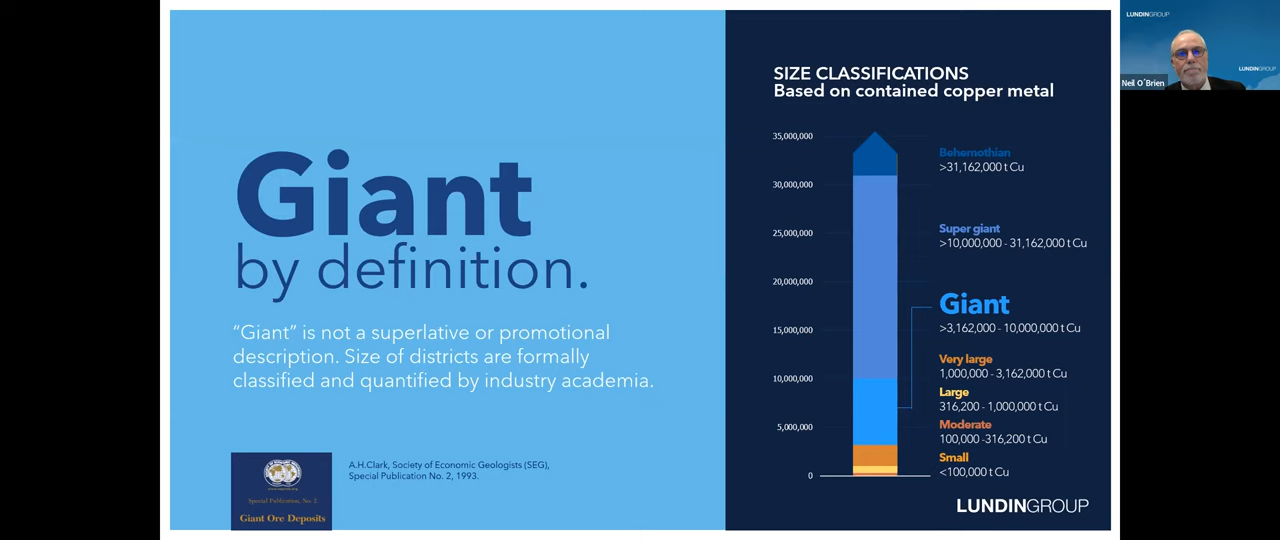 Giant
by definition.
“Giant” is not a superlative or promotional
description. Size of districts are formally
classified and quantified by industry academia.
Special Publication, No. 2
Giant Ore Deposits
A.H.Clark, Society of Economic Geologists (SEG),
Special Publication No. 2, 1993.
SIZE CLASSIFICATIONS
Based on contained copper metal
35,000,000
30,000,000
25,000,000
20,000,000
15,000,000
10,000,000
5,000,000
0
Behemothian
>31,162,000 t Cu
Super giant
>10,000,000 - 31,162,000 t Cu
Giant
>3,162,000 - 10,000,000 t Cu
Very large
1,000,000 - 3,162,000 t Cu
Large
316,200 - 1,000,000 t Cu
Moderate
100,000 -316,200 t Cu
Small
<100,000 t Cu
LUNDINGROUP
LUNDINGROUP
LUNDINGROUP
Neil O´Brien